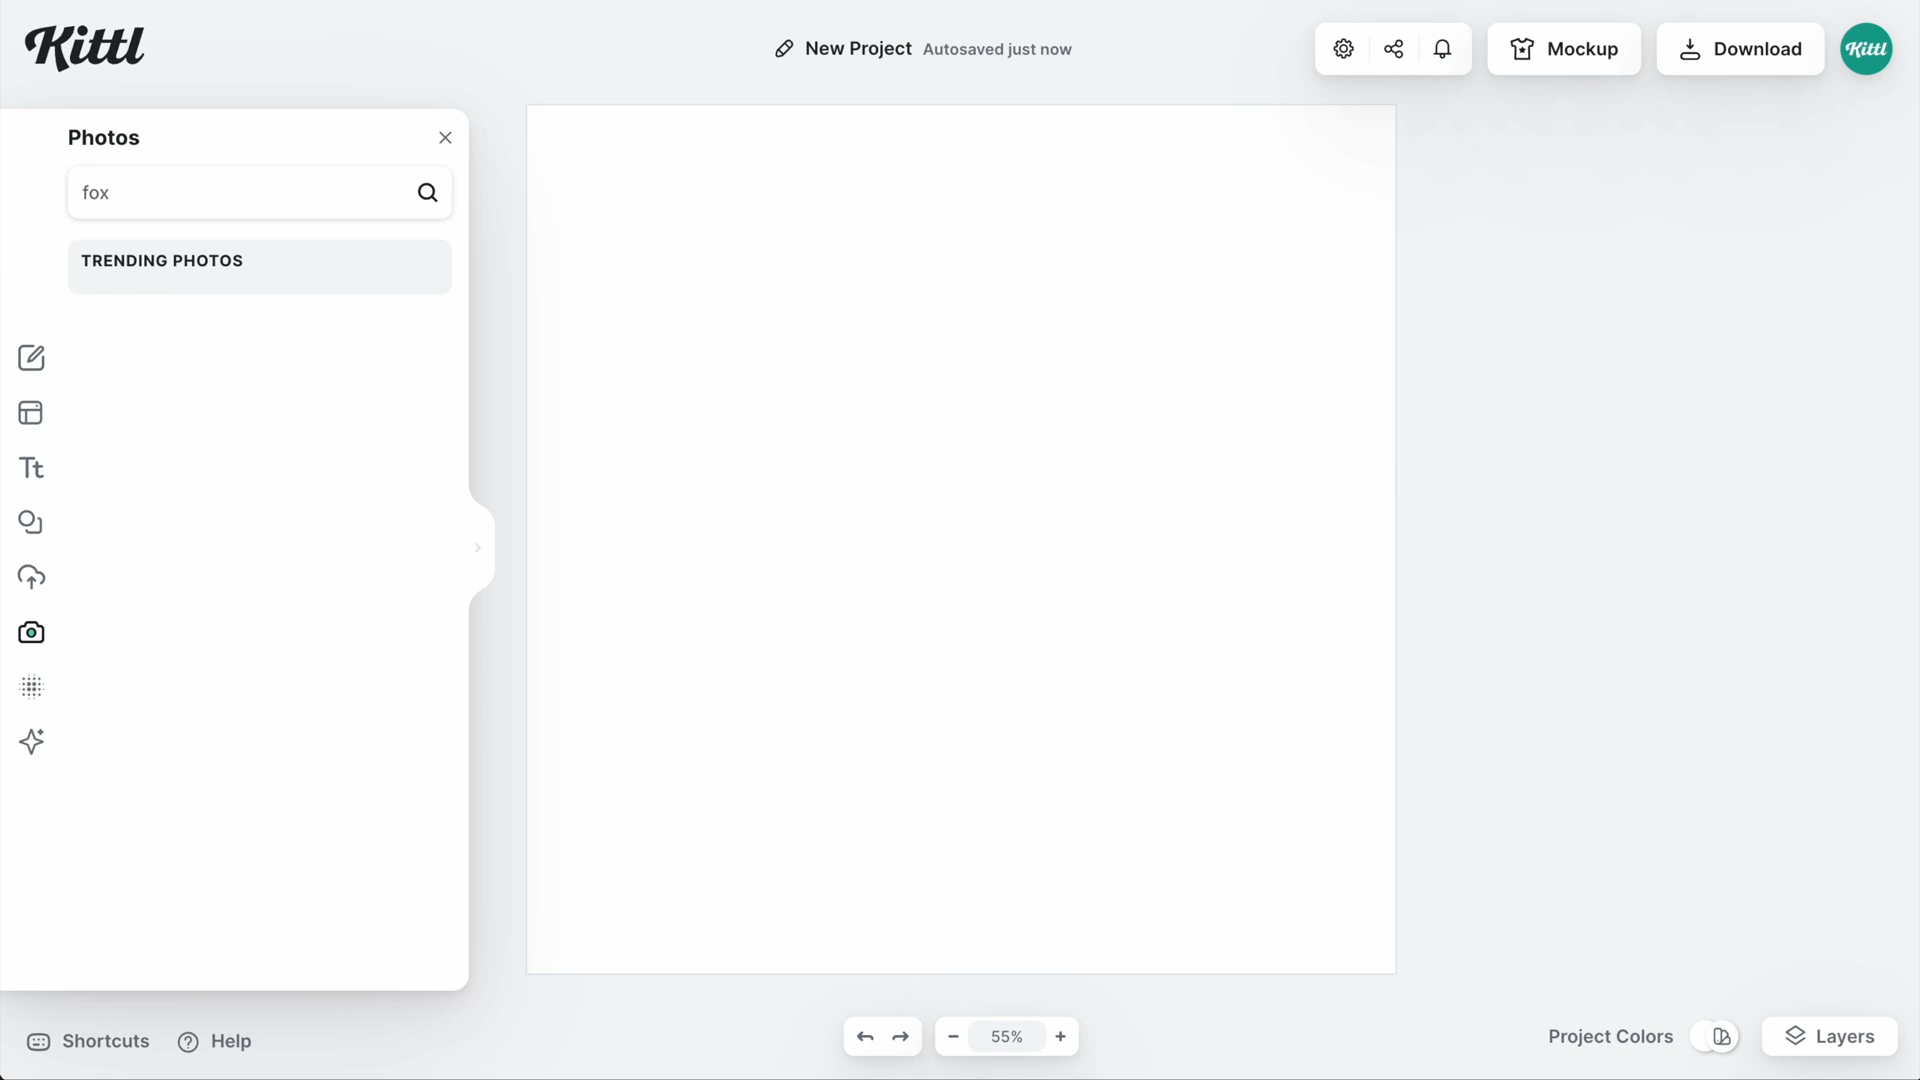 Kittl
New Project Autosaved just now
Mockup
Download
Kittl
Photos
fox
TRENDING PHOTOS
Tt
Shortcuts
Help
55%
Project Colors
Layers